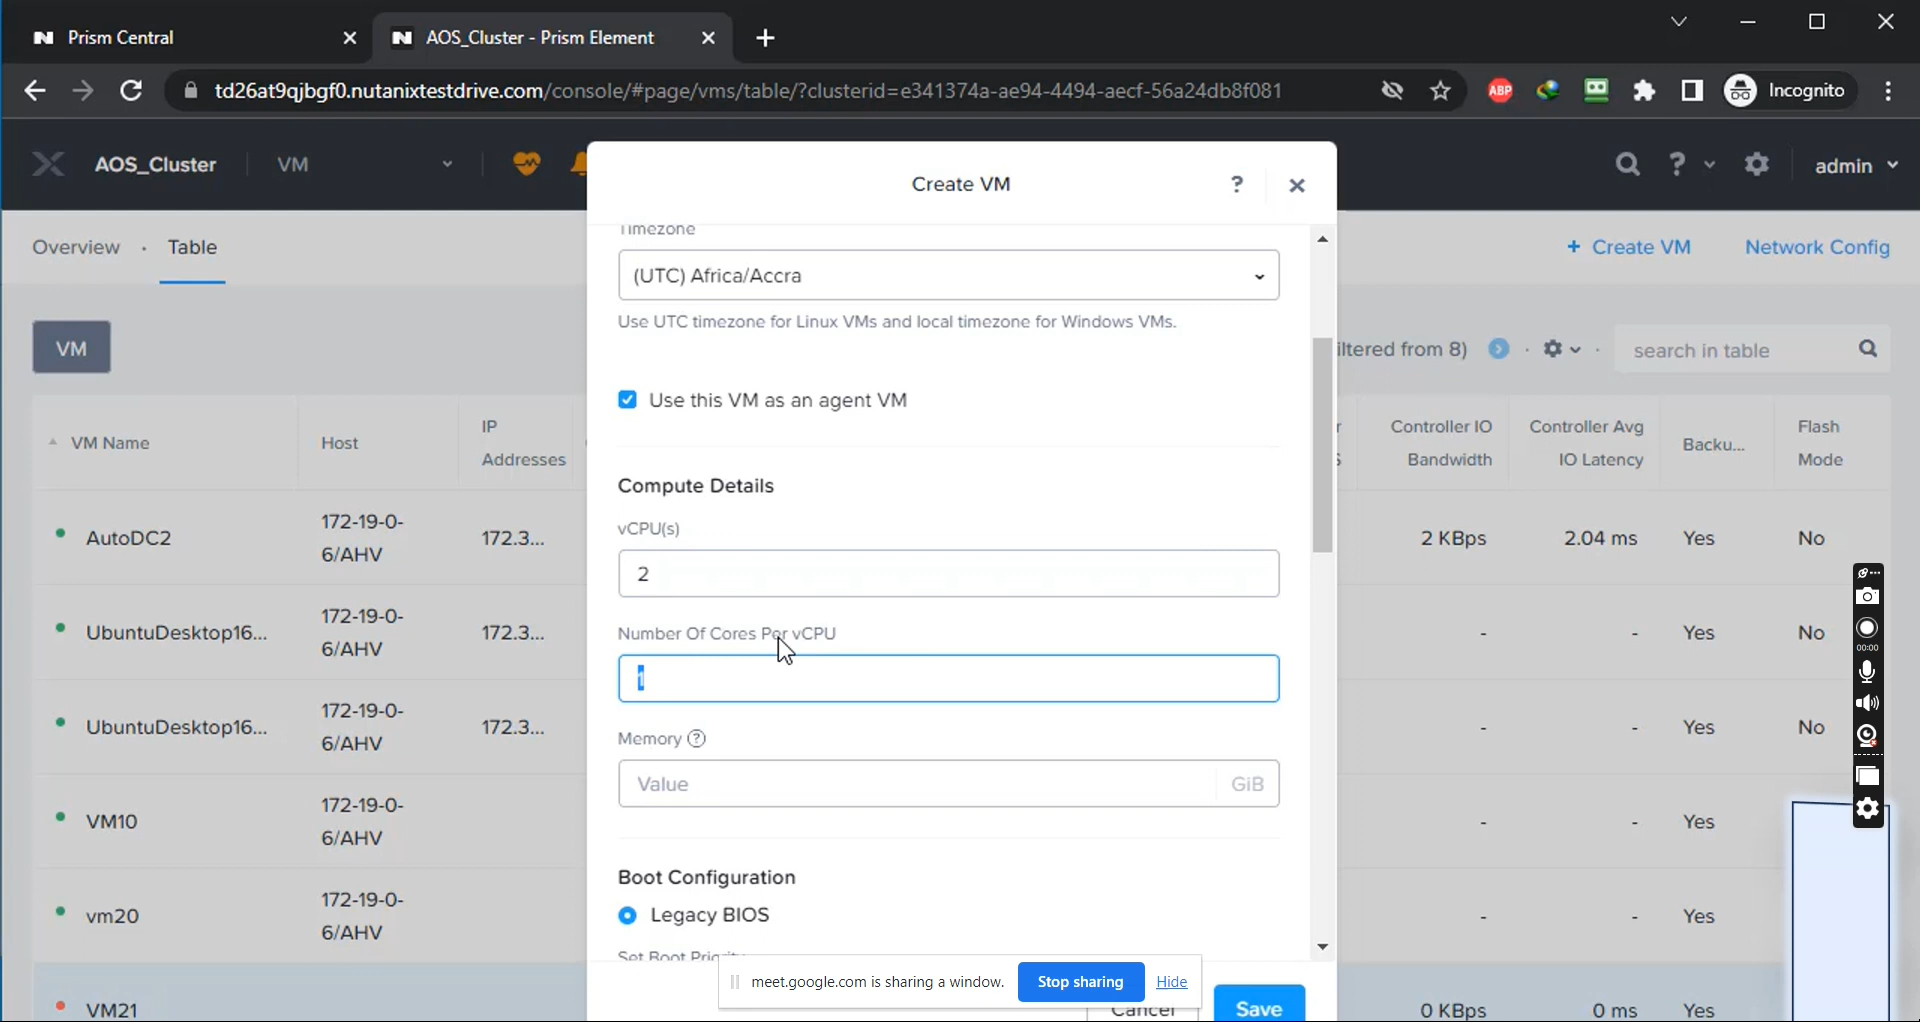 Prism Central
AOS_Cluster - Prism Element
td26at9qjbgf0.nutanixtestdrive.com/console/#page/vms/table/?clusterid=e341374a-ae94-4494-aecf-56a24db8f081
ABP
Incognito
AOS_Cluster
VM
?
admin
Create VM
?
Overview · Table
+ Create VM
Network Config
VM
iltered from 8)
search in table
VM Name
Host
IP
Addresses
Controller IO
Bandwidth
Controller Avg
IO Latency
Backu...
Flash
Mode
AutoDC2
172-19-0-
6/AHV
172.3...
2 KBps
2.04 ms
Yes
No
UbuntuDesktop16...
172-19-0-
6/AHV
172.3...
-
-
Yes
No
UbuntuDesktop16...
172-19-0-
6/AHV
172.3...
-
-
Yes
No
VM10
172-19-0-
6/AHV
-
-
Yes
vm20
172-19-0-
6/AHV
-
-
Yes
VM21
0 KBps
0 ms
Yes
Timezone
(UTC) Africa/Accra
Use UTC timezone for Linux VMs and local timezone for Windows VMs.
Use this VM as an agent VM
Compute Details
vCPU(s)
2
Number Of Cores Per vCPU
1
Memory ?
Value
GiB
Boot Configuration
Legacy BIOS
Set Boot Priority
meet.google.com is sharing a window.
Stop sharing
Hide
Cancel
Save
00:00